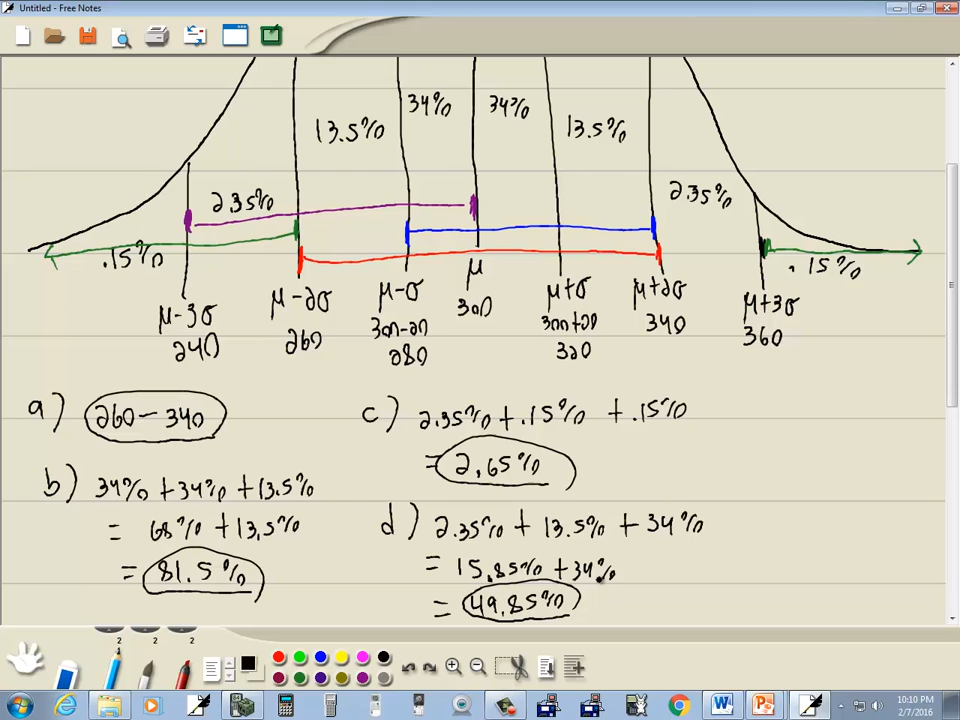 Untitled - Free Notes
34% 34%
13.5% 13.5%
2.35% 2.35%
.15% .15%
μ-3σ μ-2σ μ-σ μ μ+σ μ+2σ μ+3σ
240 260 300-20 300 300+20 340 360
280 320
a) 260 - 340
c) 2.35% + .15% + .15%
= 2.65%
b) 34% + 34% + 13.5%
= 68% + 13.5%
= 81.5%
d) 2.35% + 13.5% + 34%
= 15.85% + 34%
= 49.85%
2 2 2
10:10 PM
2/7/2016